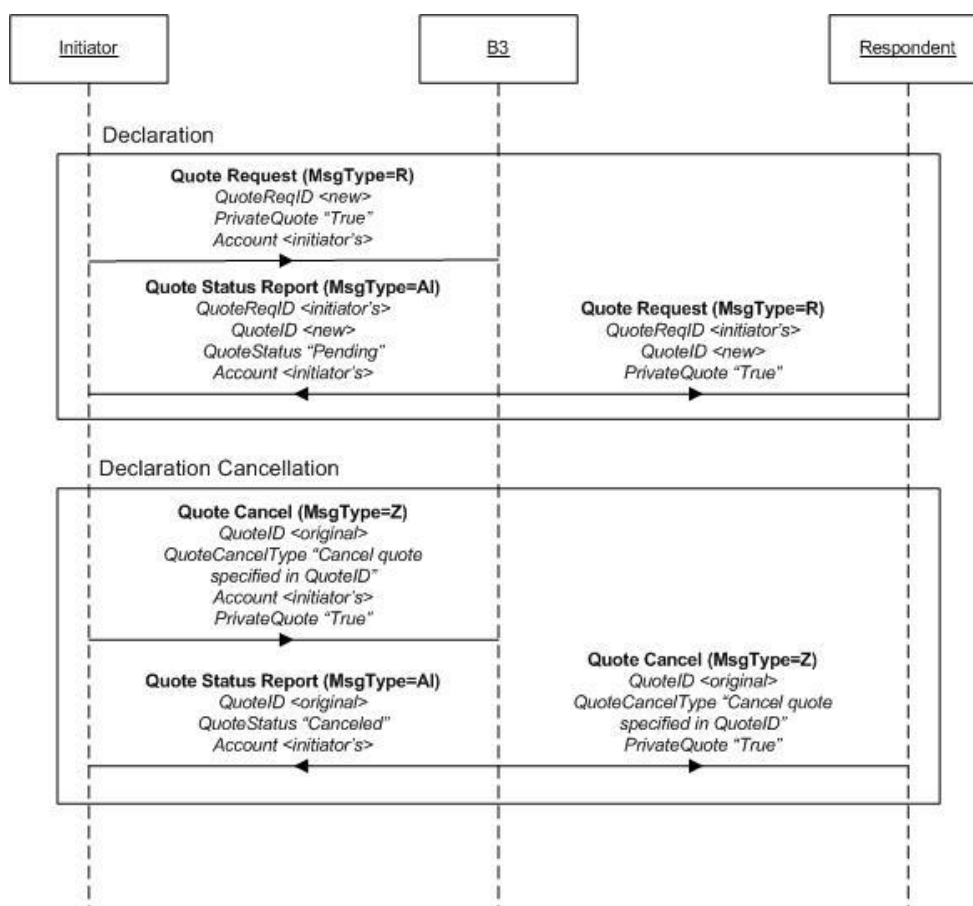 Initiator
B3
Respondent
Declaration
Quote Request (MsgType=R)
QuoteReqID <new>
PrivateQuote “True”
Account <initiator's>
Quote Status Report (MsgType=AI)
QuoteReqID <initiator's>
QuoteID <new>
QuoteStatus “Pending”
Account <initiator's>
Quote Request (MsgType=R)
QuoteReqID <initiator's>
QuoteID <new>
PrivateQuote “True”
Declaration Cancellation
Quote Cancel (MsgType=Z)
QuoteID <original>
QuoteCancelType “Cancel quote
specified in QuoteID”
Account <initiator's>
PrivateQuote “True”
Quote Status Report (MsgType=AI)
QuoteID <original>
QuoteStatus “Canceled”
Account <initiator's>
Quote Cancel (MsgType=Z)
QuoteID <original>
QuoteCancelType “Cancel quote
specified in QuoteID”
PrivateQuote “True”